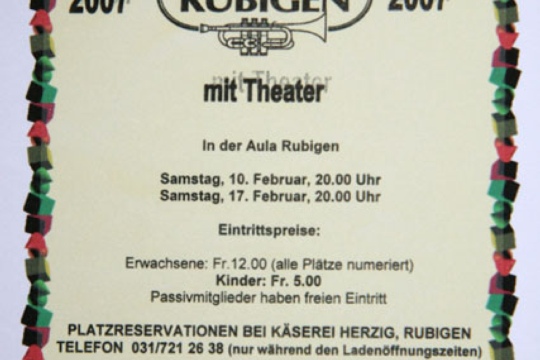 2007 RUBIGEN 2007
mit Theater
mit Theater
In der Aula Rubigen
Samstag, 10. Februar, 20.00 Uhr
Samstag, 17. Februar, 20.00 Uhr
Eintrittspreise:
Erwachsene: Fr.12.00 (alle Plätze numeriert)
Kinder: Fr. 5.00
Passivmitglieder haben freien Eintritt
PLATZRESERVATIONEN BEI KÄSEREI HERZIG, RUBIGEN
TELEFON 031/721 26 38 (nur während den Ladenöffnungszeiten)